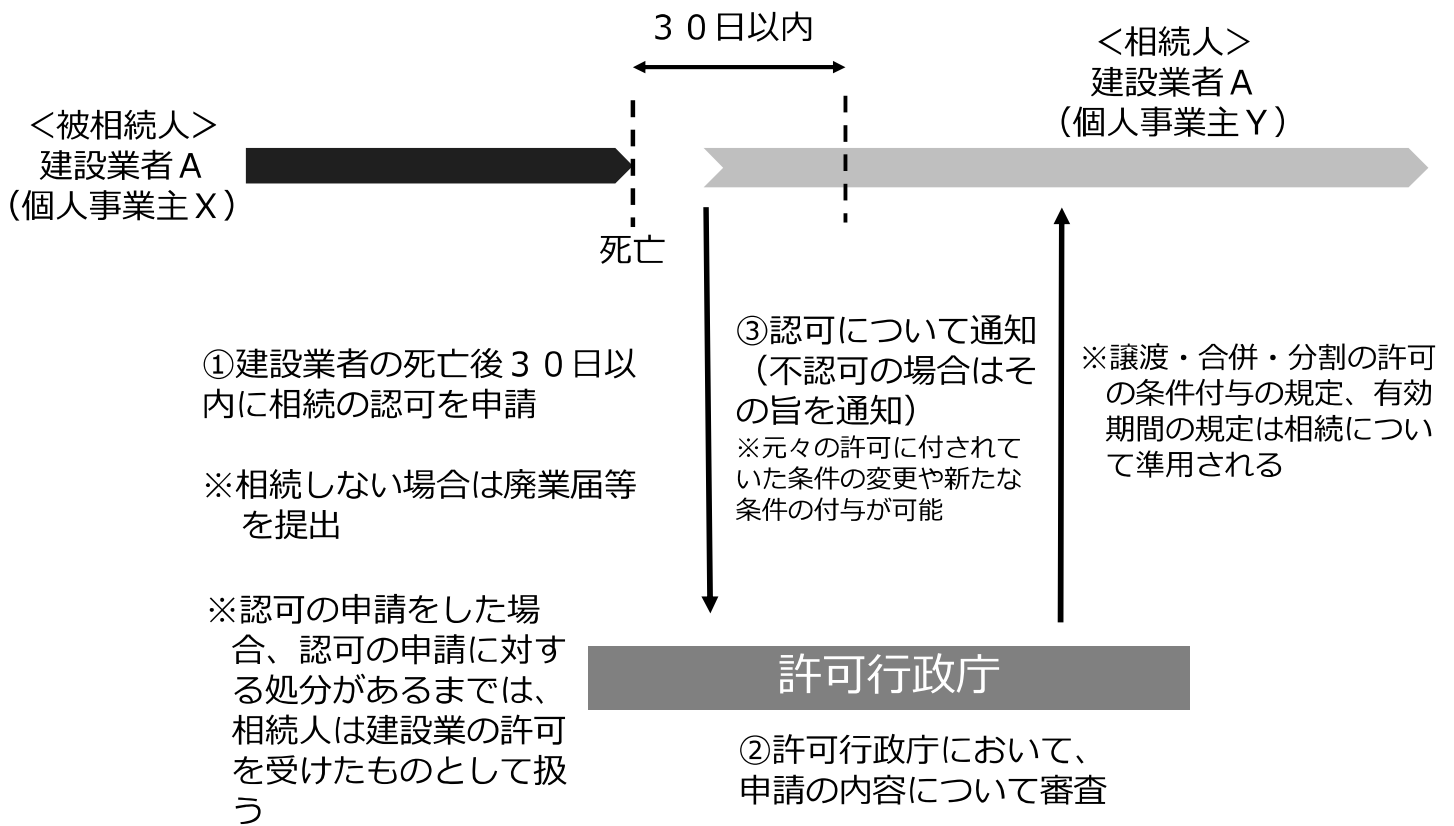 ３０日以内
＜相続人＞
建設業者Ａ
（個人事業主Ｙ）
＜被相続人＞
建設業者Ａ
（個人事業主Ｘ）
死亡
①建設業者の死亡後３０日以
内に相続の認可を申請
※相続しない場合は廃業届等
を提出
※認可の申請をした場
合、認可の申請に対す
る処分があるまでは、
相続人は建設業の許可
を受けたものとして扱
う
③認可について通知
（不認可の場合はそ
の旨を通知）
※元々の許可に付されて
いた条件の変更や新たな
条件の付与が可能
※譲渡・合併・分割の許可
の条件付与の規定、有効
期間の規定は相続につい
て準用される
許可行政庁
②許可行政庁において、
申請の内容について審査